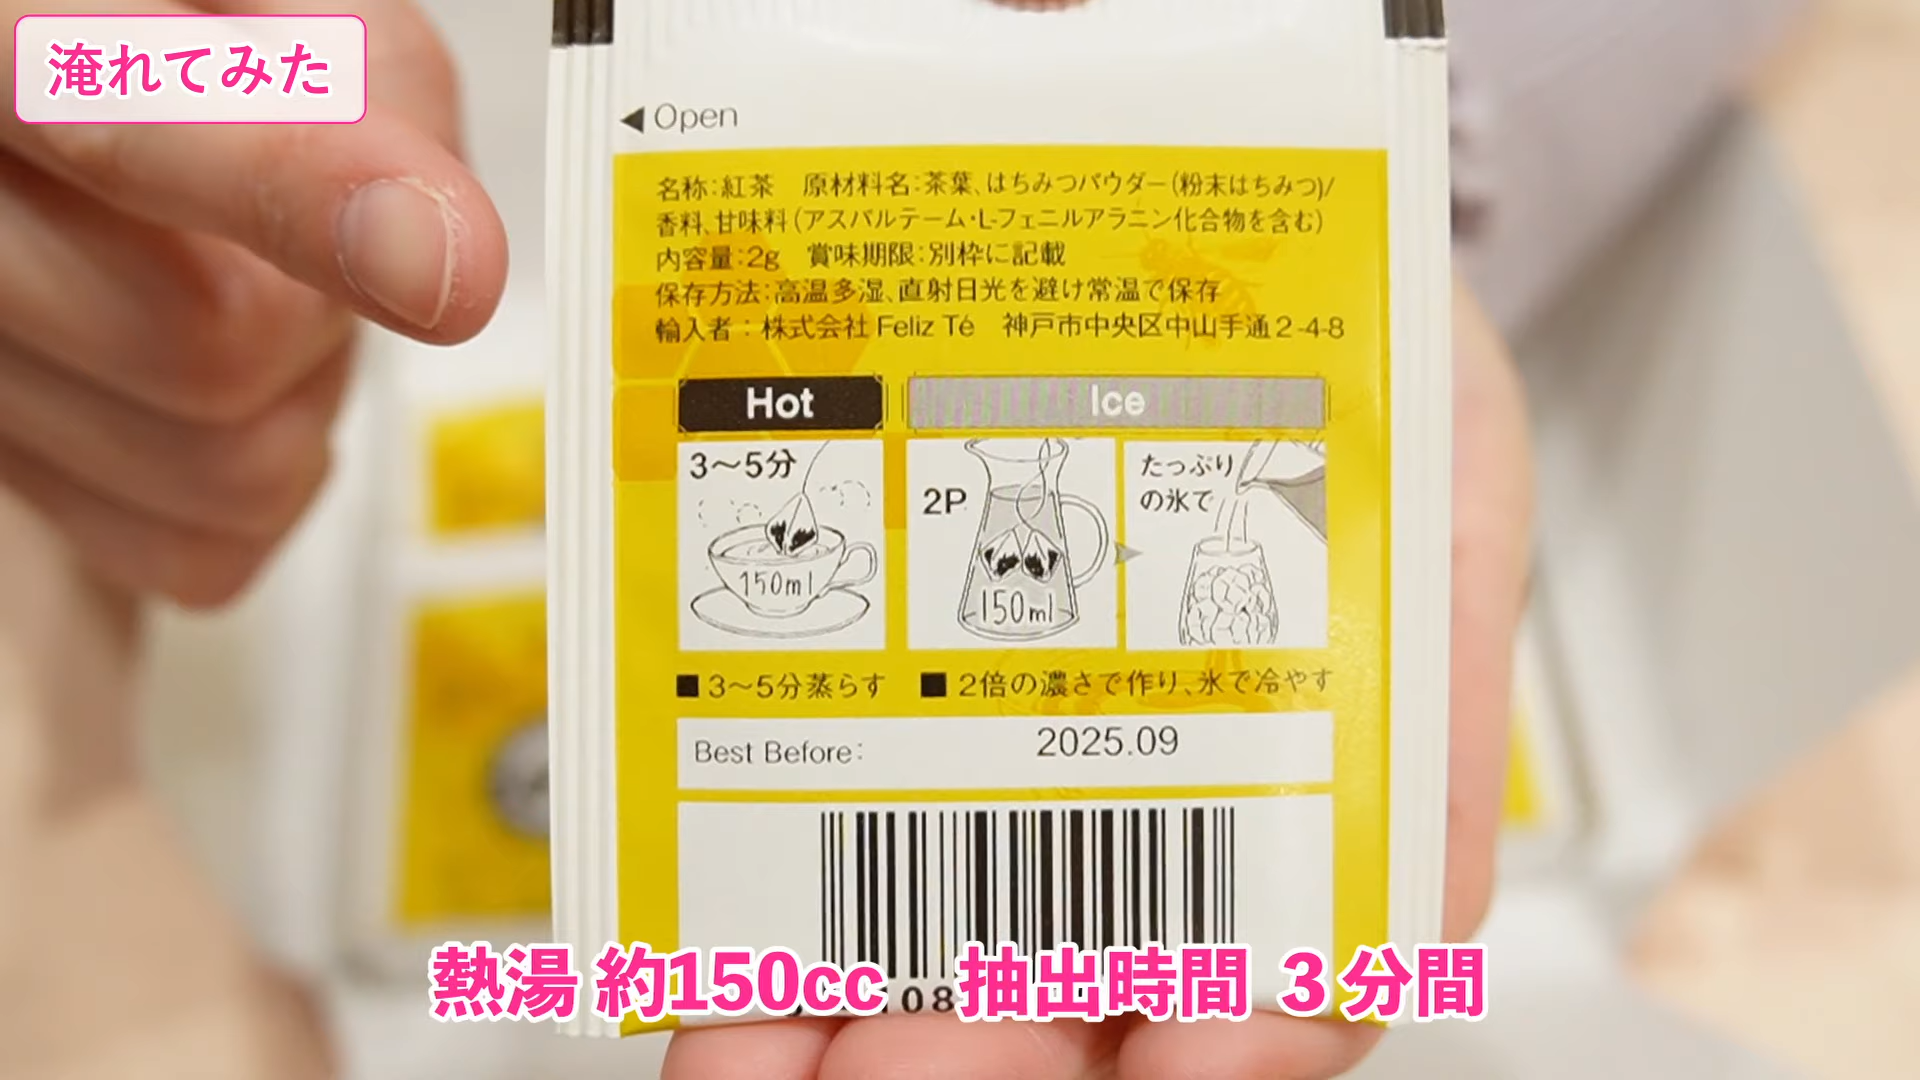 淹れてみた
◀Open
名称:紅茶　原材料名:茶葉、はちみつパウダー(粉末はちみつ)/
香料、甘味料(アスパルテーム・L-フェニルアラニン化合物を含む)
内容量:2g　賞味期限:別枠に記載
保存方法:高温多湿、直射日光を避け常温で保存
輸入者:株式会社 Feliz Té　神戸市中央区中山手通2-4-8
Hot
Ice
3〜5分
150ml
2P
150ml
たっぷり
の氷で
■3〜5分蒸らす
■2倍の濃さで作り、氷で冷やす
Best Before:
2025.09
08
熱湯 約150cc　抽出時間 3分間